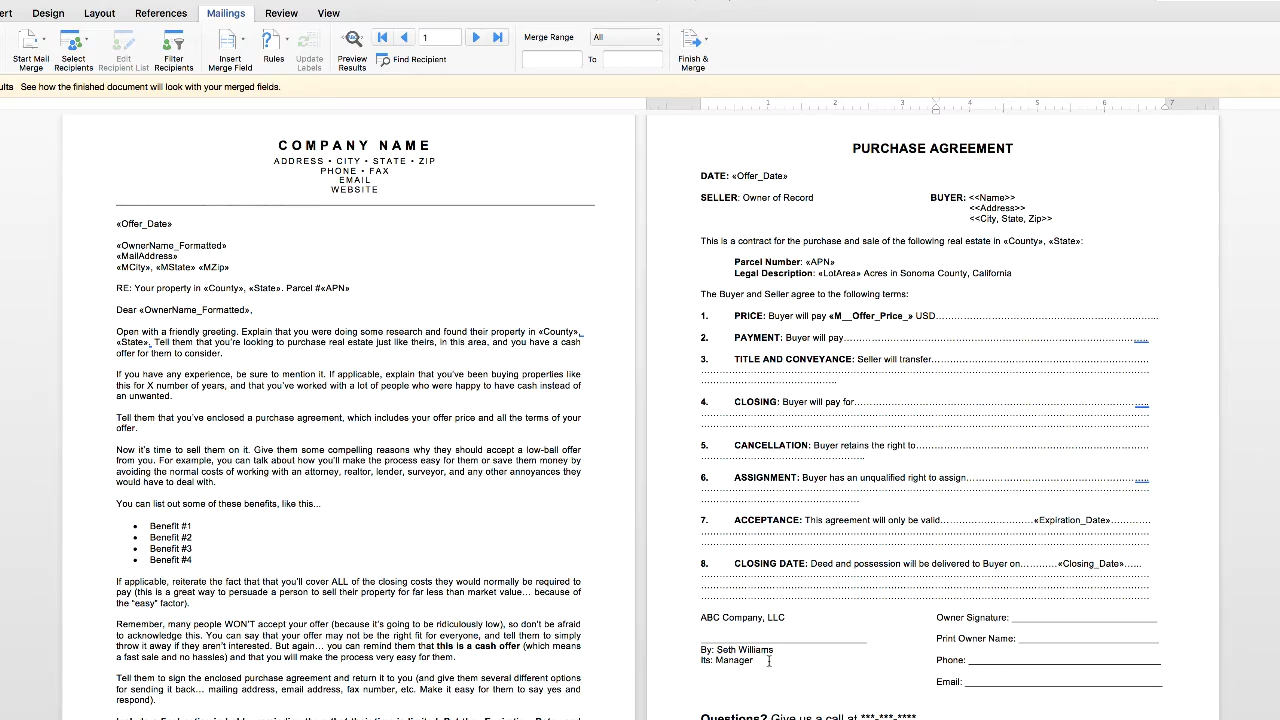 ert Design Layout References Mailings Review View
Start Mail Merge
Select Recipients
Edit Recipient List
Filter Recipients
Insert Merge Field
Rules
Update Labels
Preview Results
1
Find Recipient
Merge Range All
To
Finish & Merge
ults See how the finished document will look with your merged fields.
1 2 3 4 5 6 7
COMPANY NAME
ADDRESS • CITY • STATE • ZIP
PHONE • FAX
EMAIL
WEBSITE
«Offer_Date»
«OwnerName_Formatted»
«MailAddress»
«MCity», «MState» «MZip»
RE: Your property in «County», «State». Parcel #«APN»
Dear «OwnerName_Formatted»,
Open with a friendly greeting. Explain that you were doing some research and found their property in «County»,
«State». Tell them that you're looking to purchase real estate just like theirs, in this area, and you have a cash
offer for them to consider.
If you have any experience, be sure to mention it. If applicable, explain that you've been buying properties like
this for X number of years, and that you've worked with a lot of people who were happy to have cash instead of
an unwanted.
Tell them that you've enclosed a purchase agreement, which includes your offer price and all the terms of your
offer.
Now it's time to sell them on it. Give them some compelling reasons why they should accept a low-ball offer
from you. For example, you can talk about how you'll make the process easy for them or save them money by
avoiding the normal costs of working with an attorney, realtor, lender, surveyor, and any other annoyances they
would have to deal with.
You can list out some of these benefits, like this...
• Benefit #1
• Benefit #2
• Benefit #3
• Benefit #4
If applicable, reiterate the fact that that you'll cover ALL of the closing costs they would normally be required to
pay (this is a great way to persuade a person to sell their property for far less than market value... because of
the "easy" factor).
Remember, many people WON'T accept your offer (because it's going to be ridiculously low), so don't be afraid
to acknowledge this. You can say that your offer may not be the right fit for everyone, and tell them to simply
throw it away if they aren't interested. But again... you can remind them that this is a cash offer (which means
a fast sale and no hassles) and that you will make the process very easy for them.
Tell them to sign the enclosed purchase agreement and return it to you (and give them several different options
for sending it back... mailing address, email address, fax number, etc. Make it easy for them to say yes and
respond).
PURCHASE AGREEMENT
DATE: «Offer_Date»
SELLER: Owner of Record BUYER: <<Name>>
<<Address>>
<<City, State, Zip>>
This is a contract for the purchase and sale of the following real estate in «County», «State»:
Parcel Number: «APN»
Legal Description: «LotArea» Acres in Sonoma County, California
The Buyer and Seller agree to the following terms:
1. PRICE: Buyer will pay «M__Offer_Price_» USD
2. PAYMENT: Buyer will pay
3. TITLE AND CONVEYANCE: Seller will transfer
4. CLOSING: Buyer will pay for
5. CANCELLATION: Buyer retains the right to
6. ASSIGNMENT: Buyer has an unqualified right to assign
7. ACCEPTANCE: This agreement will only be valid «Expiration_Date»
8. CLOSING DATE: Deed and possession will be delivered to Buyer on «Closing_Date»
ABC Company, LLC Owner Signature:
Print Owner Name:
By: Seth Williams
Its: Manager Phone:
Email:
Questions? Give us a call at ***-***-****